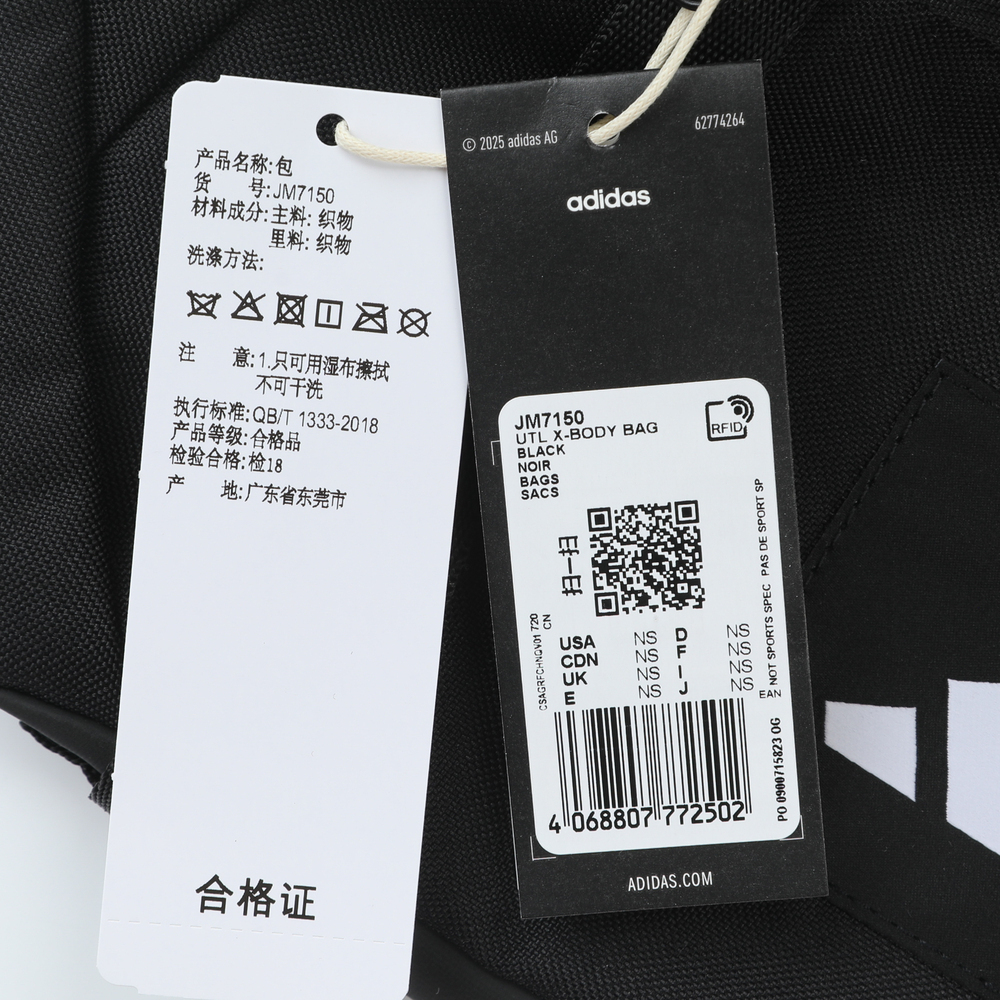 产品名称:包
货 号:JM7150
材料成分:主料: 织物
里料: 织物
洗涤方法:
注 意:1.只可用湿布擦拭
不可干洗
执行标准:QB/T 1333-2018
产品等级:合格品
检验合格:检18
产 地:广东省东莞市
合格证
© 2025 adidas AG
62774264
adidas
JM7150
UTL X-BODY BAG
BLACK
NOIR
BAGS
SACS
RFID
扫一扫
CSAGRFCHNQV01 720
CN
NOT SPORTS SPEC PAS DE SPORT SP
USA NS D NS
CDN NS F NS
UK NS I NS
E NS J NS
EAN
PO 0900715823 OG
4 068807 772502
ADIDAS.COM